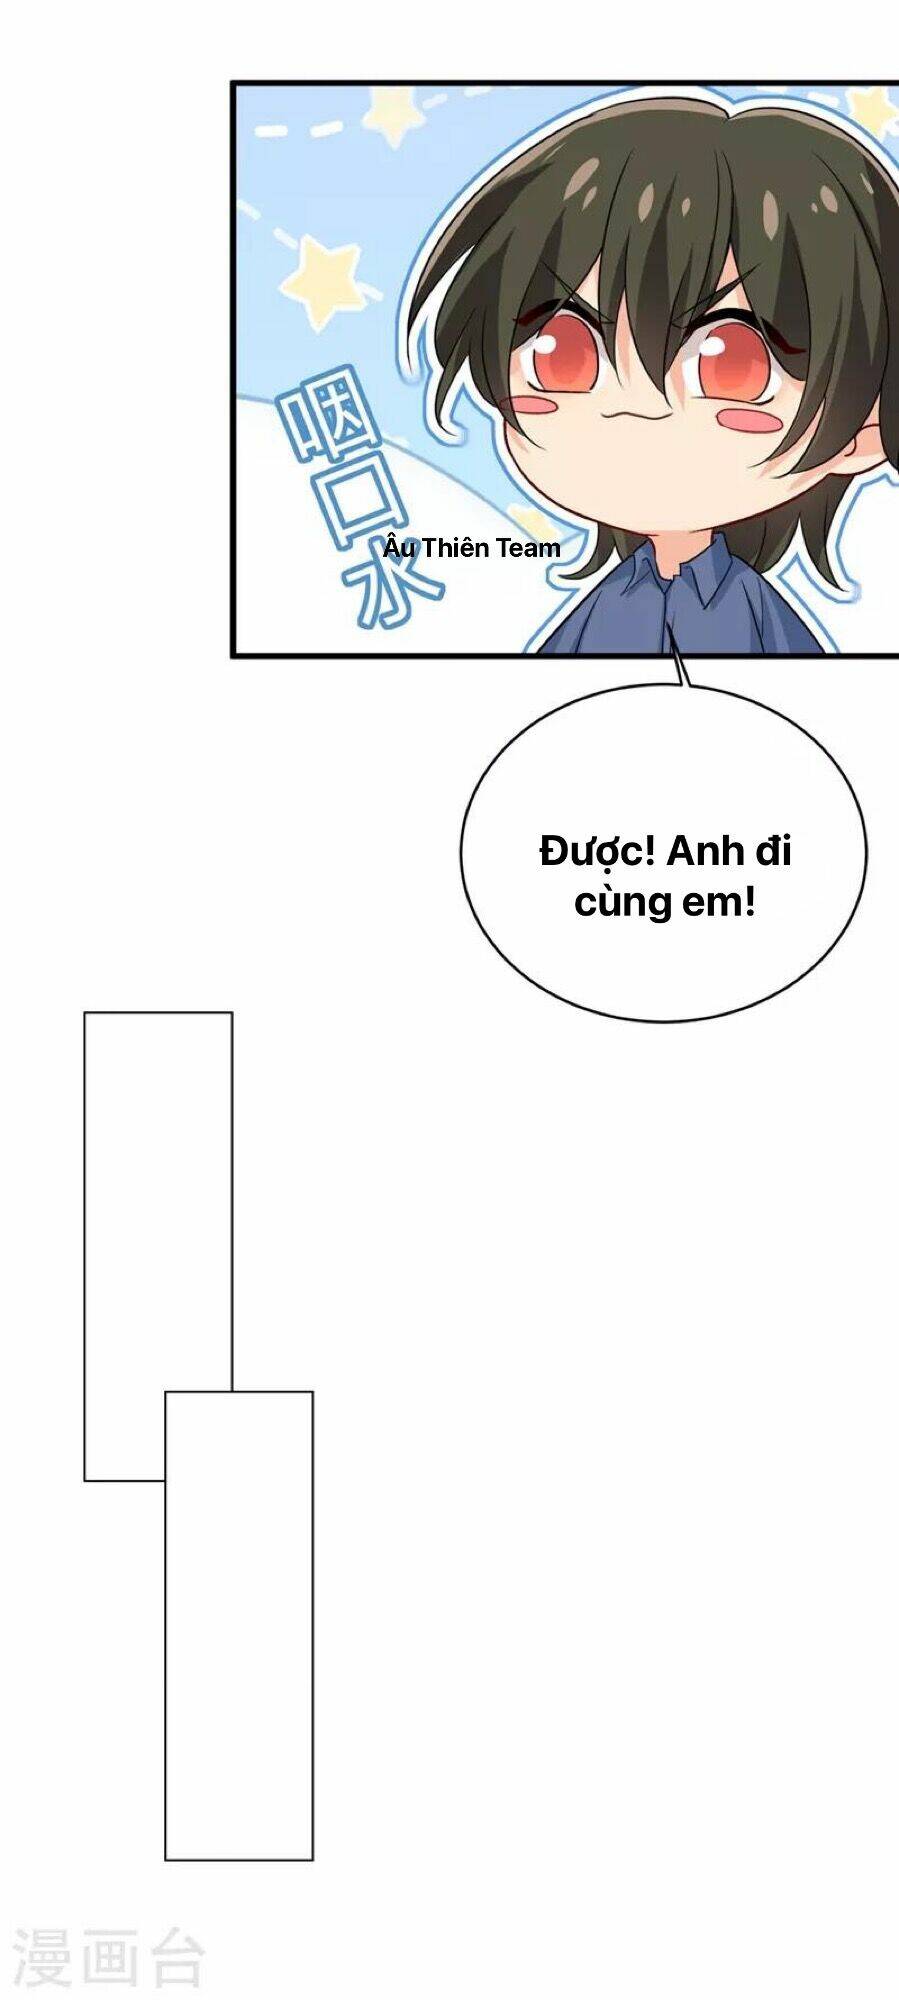 咽口水
Âu Thiên Team
Được! Anh đi
cùng em!
漫画台